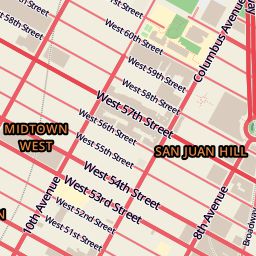 West 60th Street
Columbus Avenue
West 59th Street
58th Street
West 58th Street
West 57th Street
West 56th Street
MIDTOWN
WEST
West 55th Street
SAN JUAN HILL
West 54th Street
10th Avenue
West 53rd Street
West 52nd Street
8th Avenue
West 51st Street